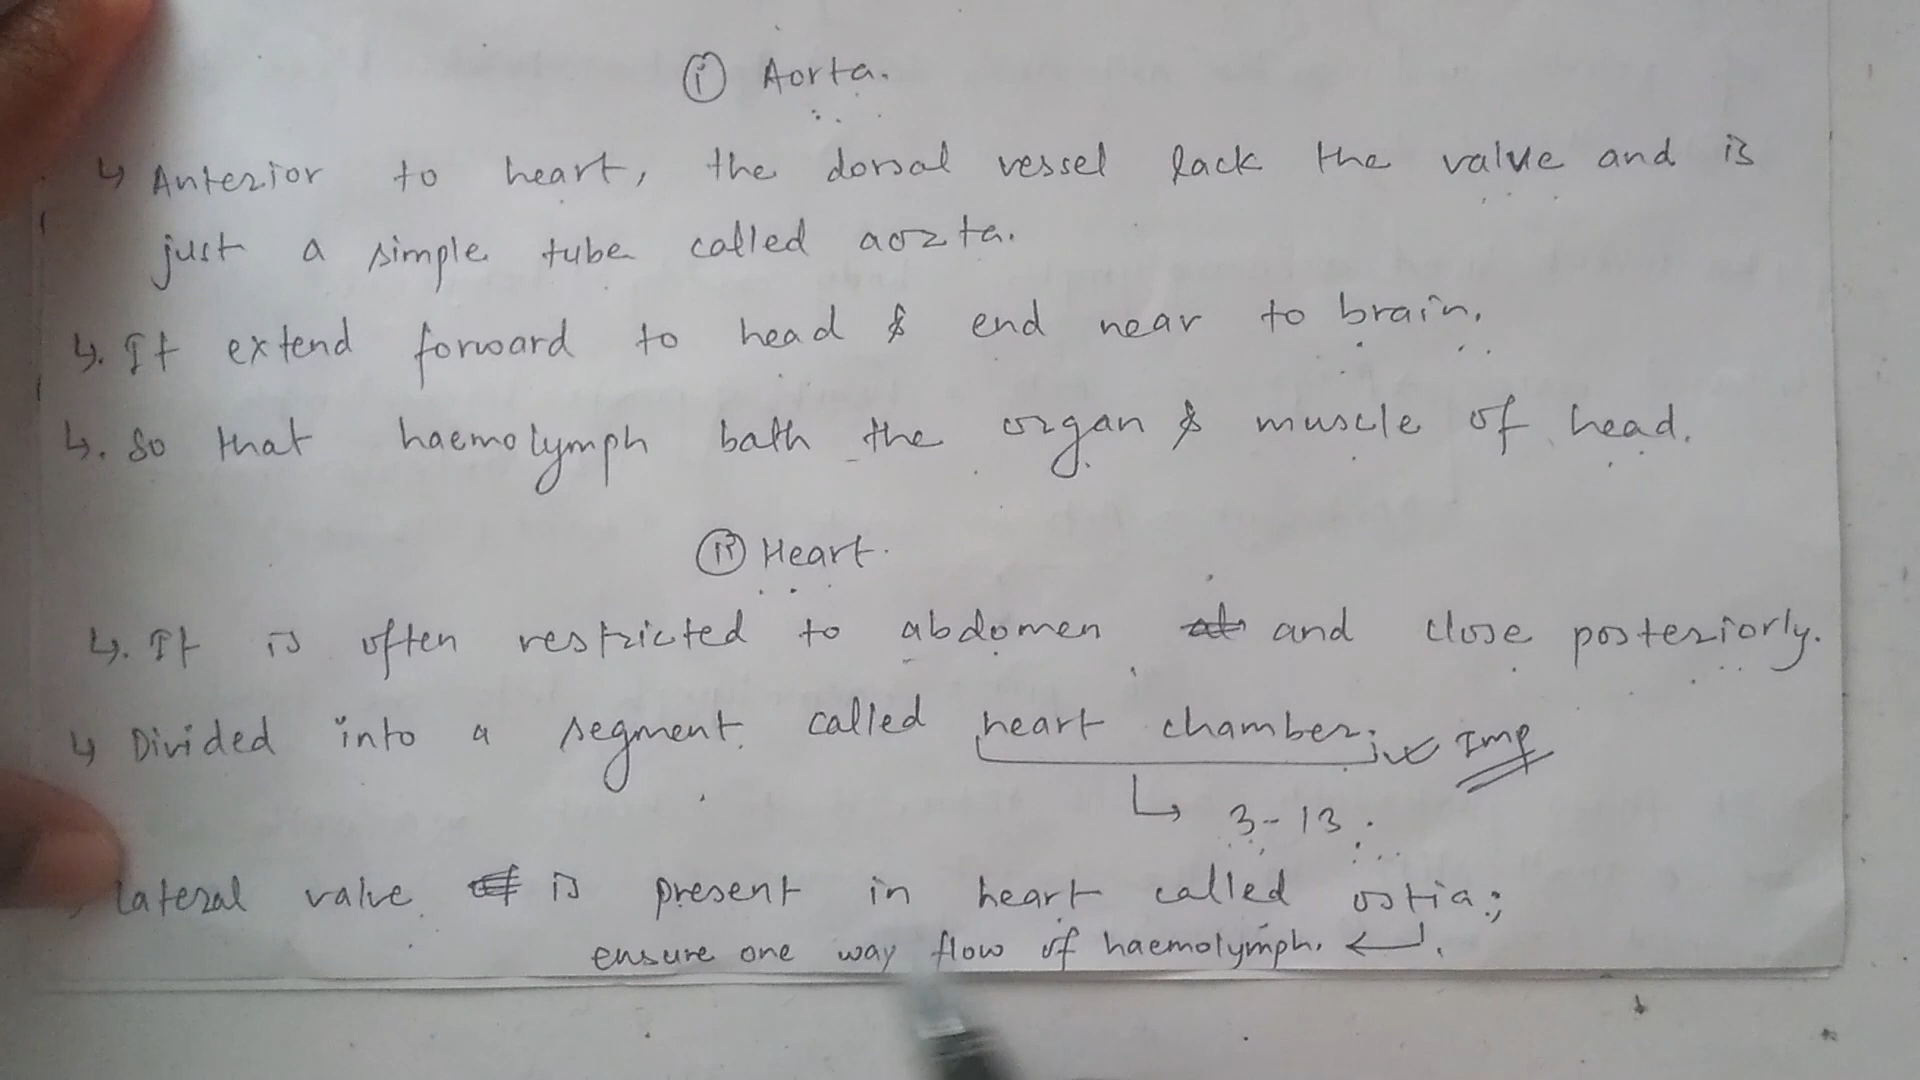 (i) Aorta.
↳ Anterior to heart, the dorsal vessel lack the valve and is
just a simple tube called aorta.
↳. It extend forward to head & end near to brain.
↳. So that haemolymph bath the organ & muscle of head.
(ii) Heart.
↳. It is often restricted to abdomen and close posteriorly.
↳ Divided into a segment called heart chamber; Imp
↳ 3-13.
lateral valve is present in heart called ostia;
ensure one way flow of haemolymph. ↵.